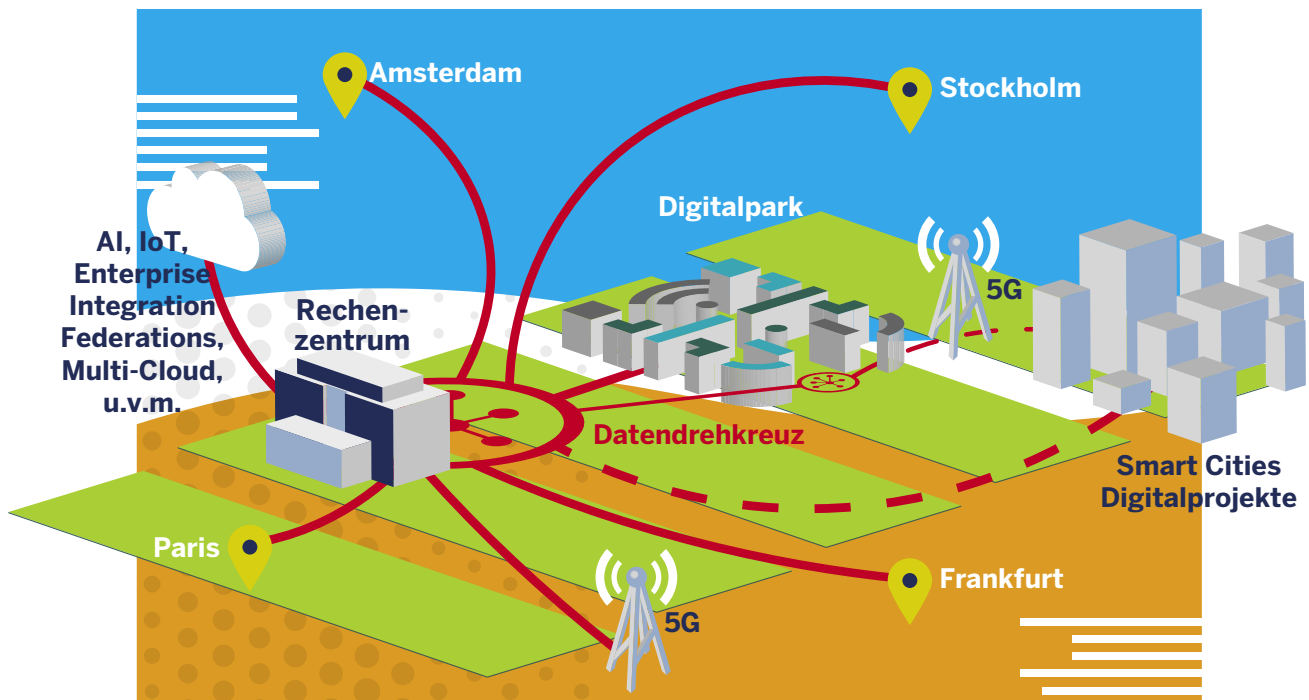 Amsterdam
Stockholm
Digitalpark
AI, IoT,
Enterprise
Integration
Federations,
Multi-Cloud,
u.v.m.
5G
Rechen-
zentrum
Datendrehkreuz
Smart Cities
Digitalprojekte
Paris
Frankfurt
5G